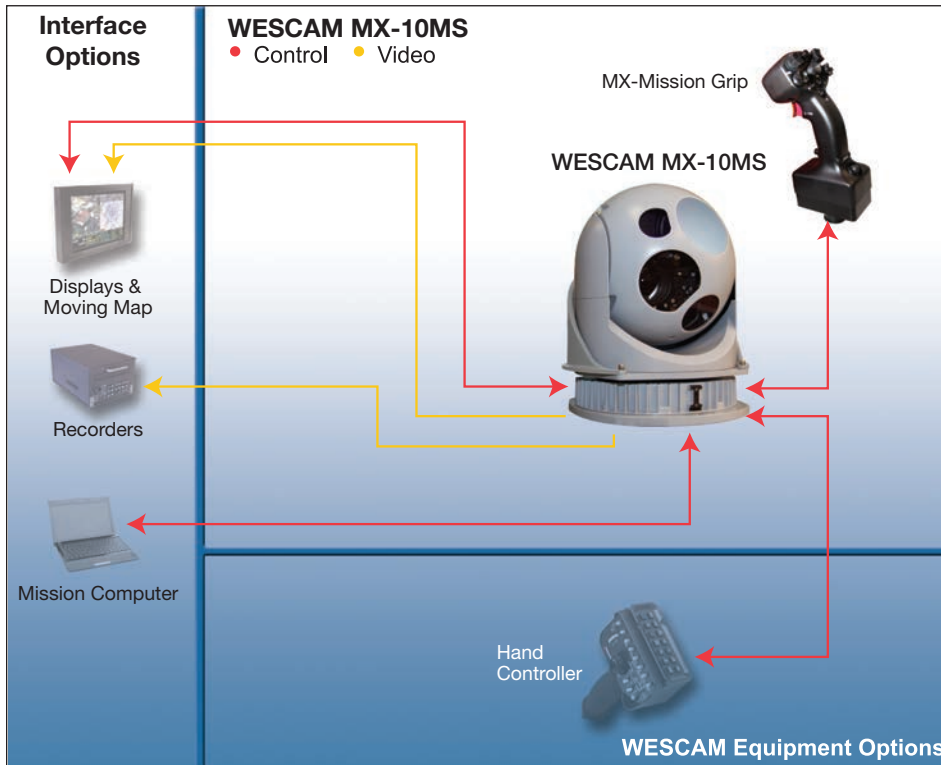 Interface
Options
WESCAM MX-10MS
Control Video
MX-Mission Grip
WESCAM MX-10MS
Displays &
Moving Map
Recorders
Mission Computer
Hand
Controller
WESCAM Equipment Options